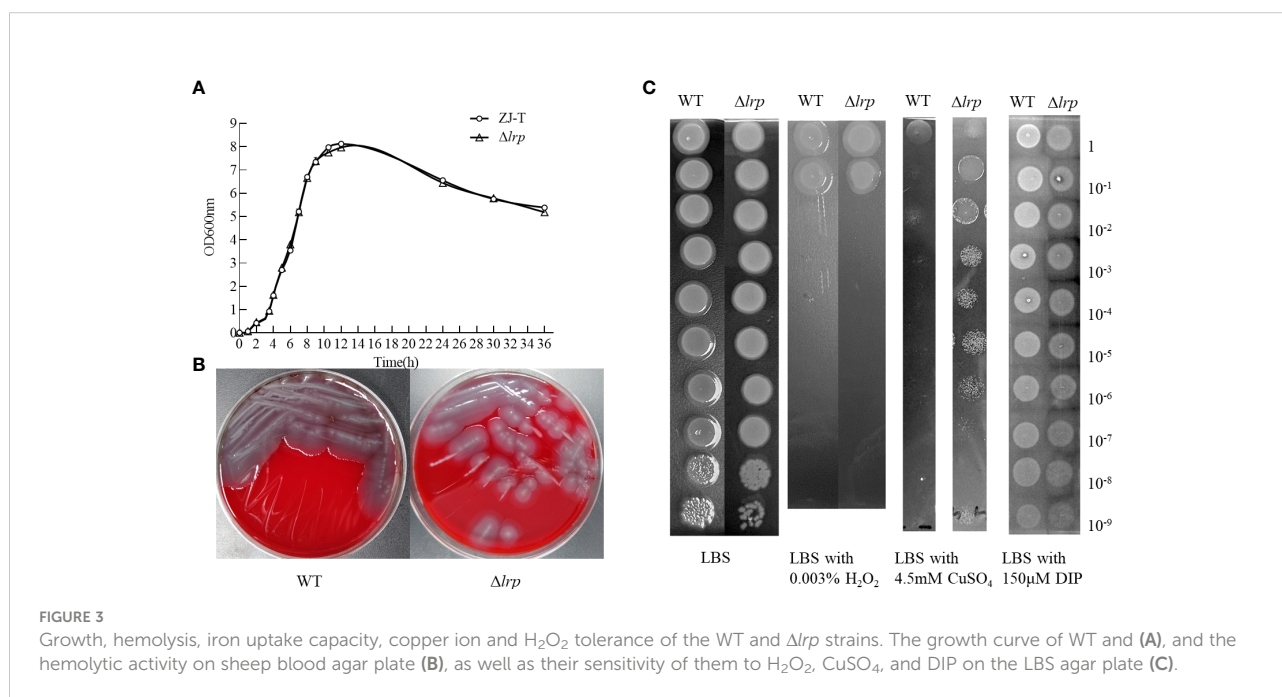 A
ZJ-T
Δlrp
9
8
7
6
5
4
3
2
1
0
OD600nm
0 2 4 6 8 10 12 14 16 18 20 22 24 26 28 30 32 34 36
Time(h)
B
WT
Δlrp
C
WT Δlrp WT Δlrp WT Δlrp WT Δlrp
1
10⁻¹
10⁻²
10⁻³
10⁻⁴
10⁻⁵
10⁻⁶
10⁻⁷
10⁻⁸
10⁻⁹
LBS
LBS with
0.003% H₂O₂
LBS with
4.5mM CuSO₄
LBS with
150μM DIP
FIGURE 3
Growth, hemolysis, iron uptake capacity, copper ion and H₂O₂ tolerance of the WT and Δlrp strains. The growth curve of WT and (A), and the
hemolytic activity on sheep blood agar plate (B), as well as their sensitivity of them to H₂O₂, CuSO₄, and DIP on the LBS agar plate (C).